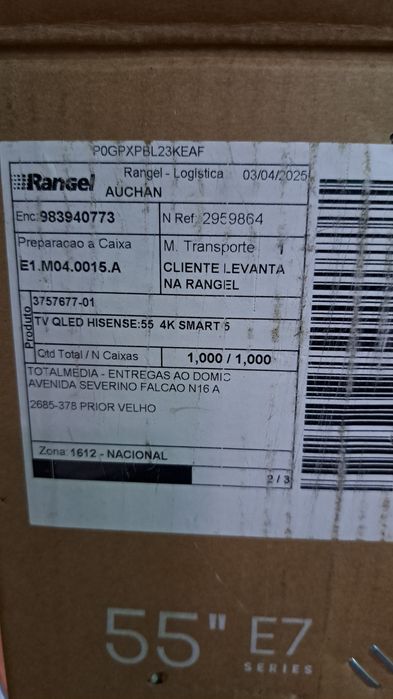 P0GPXPBL23KEAF
Rangel
Rangel - Logistica 03/04/2025
AUCHAN
Enc: 983940773
N Ref: 2959864
Preparacao a Caixa
E1.M04.0015.A
M. Transporte
CLIENTE LEVANTA
NA RANGEL
Produto
3757677-01
TV QLED HISENSE:55 4K SMART 5
Qtd Total / N Caixas 1,000 / 1,000
TOTALMEDIA - ENTREGAS AO DOMIC
AVENIDA SEVERINO FALCAO N16 A
2685-378 PRIOR VELHO
Zona: 1612 - NACIONAL
2 / 3
55" E7
SERIES